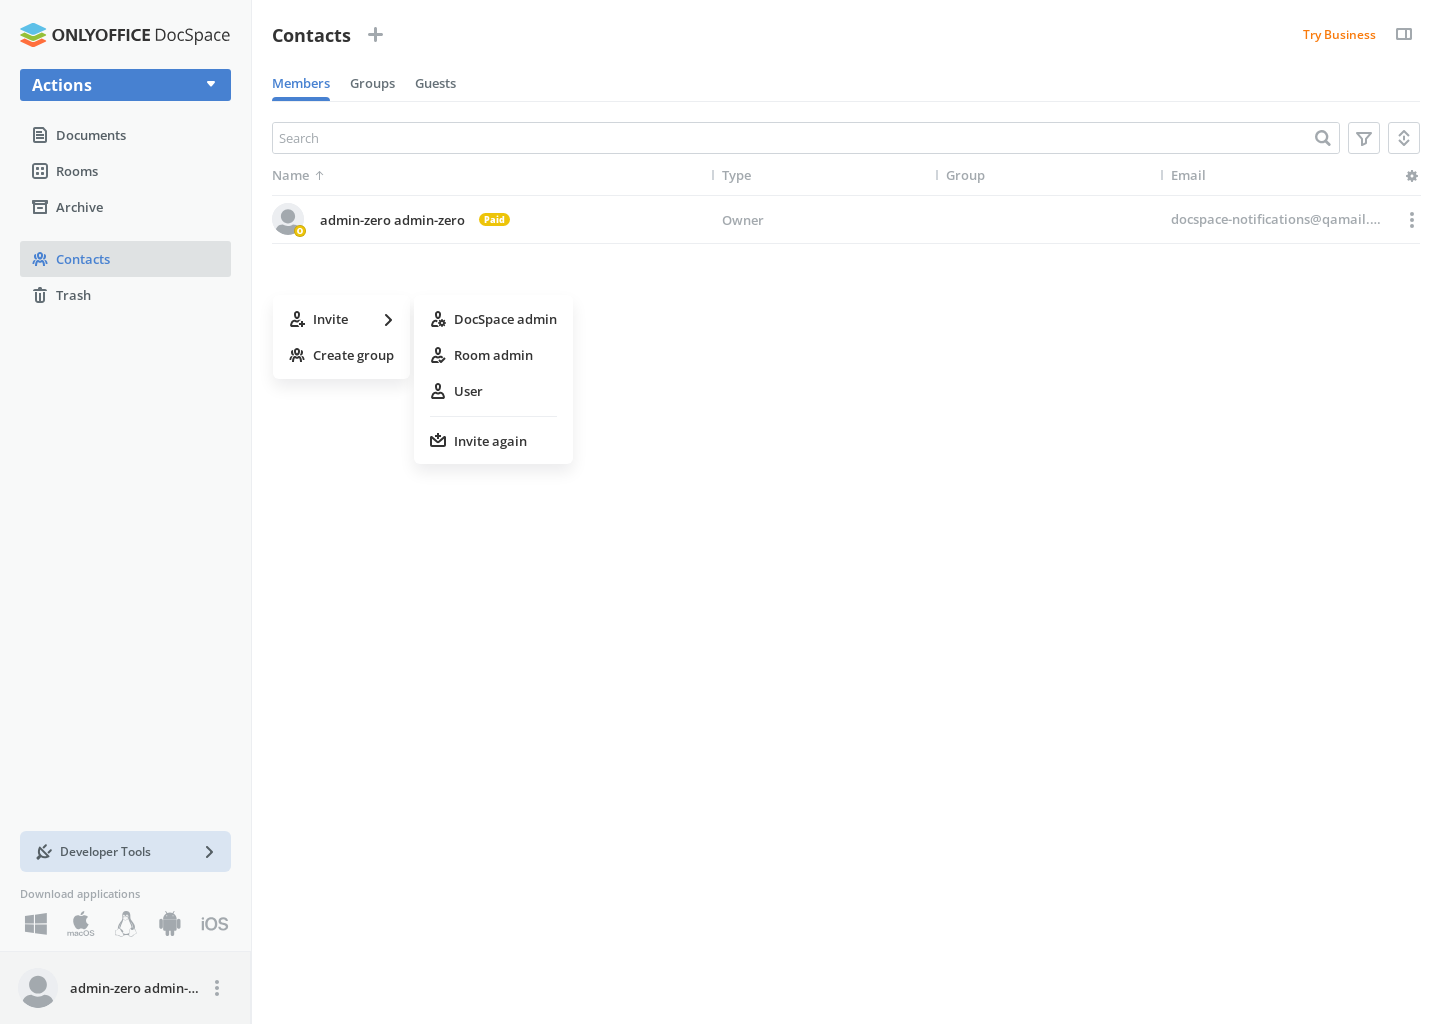 ONLYOFFICE DocSpace
Actions
Documents
Rooms
Archive
Contacts
Trash
Developer Tools
Download applications
macOS
iOS
admin-zero admin-...
Contacts
Try Business
Members Groups Guests
Search
Name Type Group Email
O
admin-zero admin-zero Paid Owner docspace-notifications@qamail....
Invite
Create group
DocSpace admin
Room admin
User
Invite again